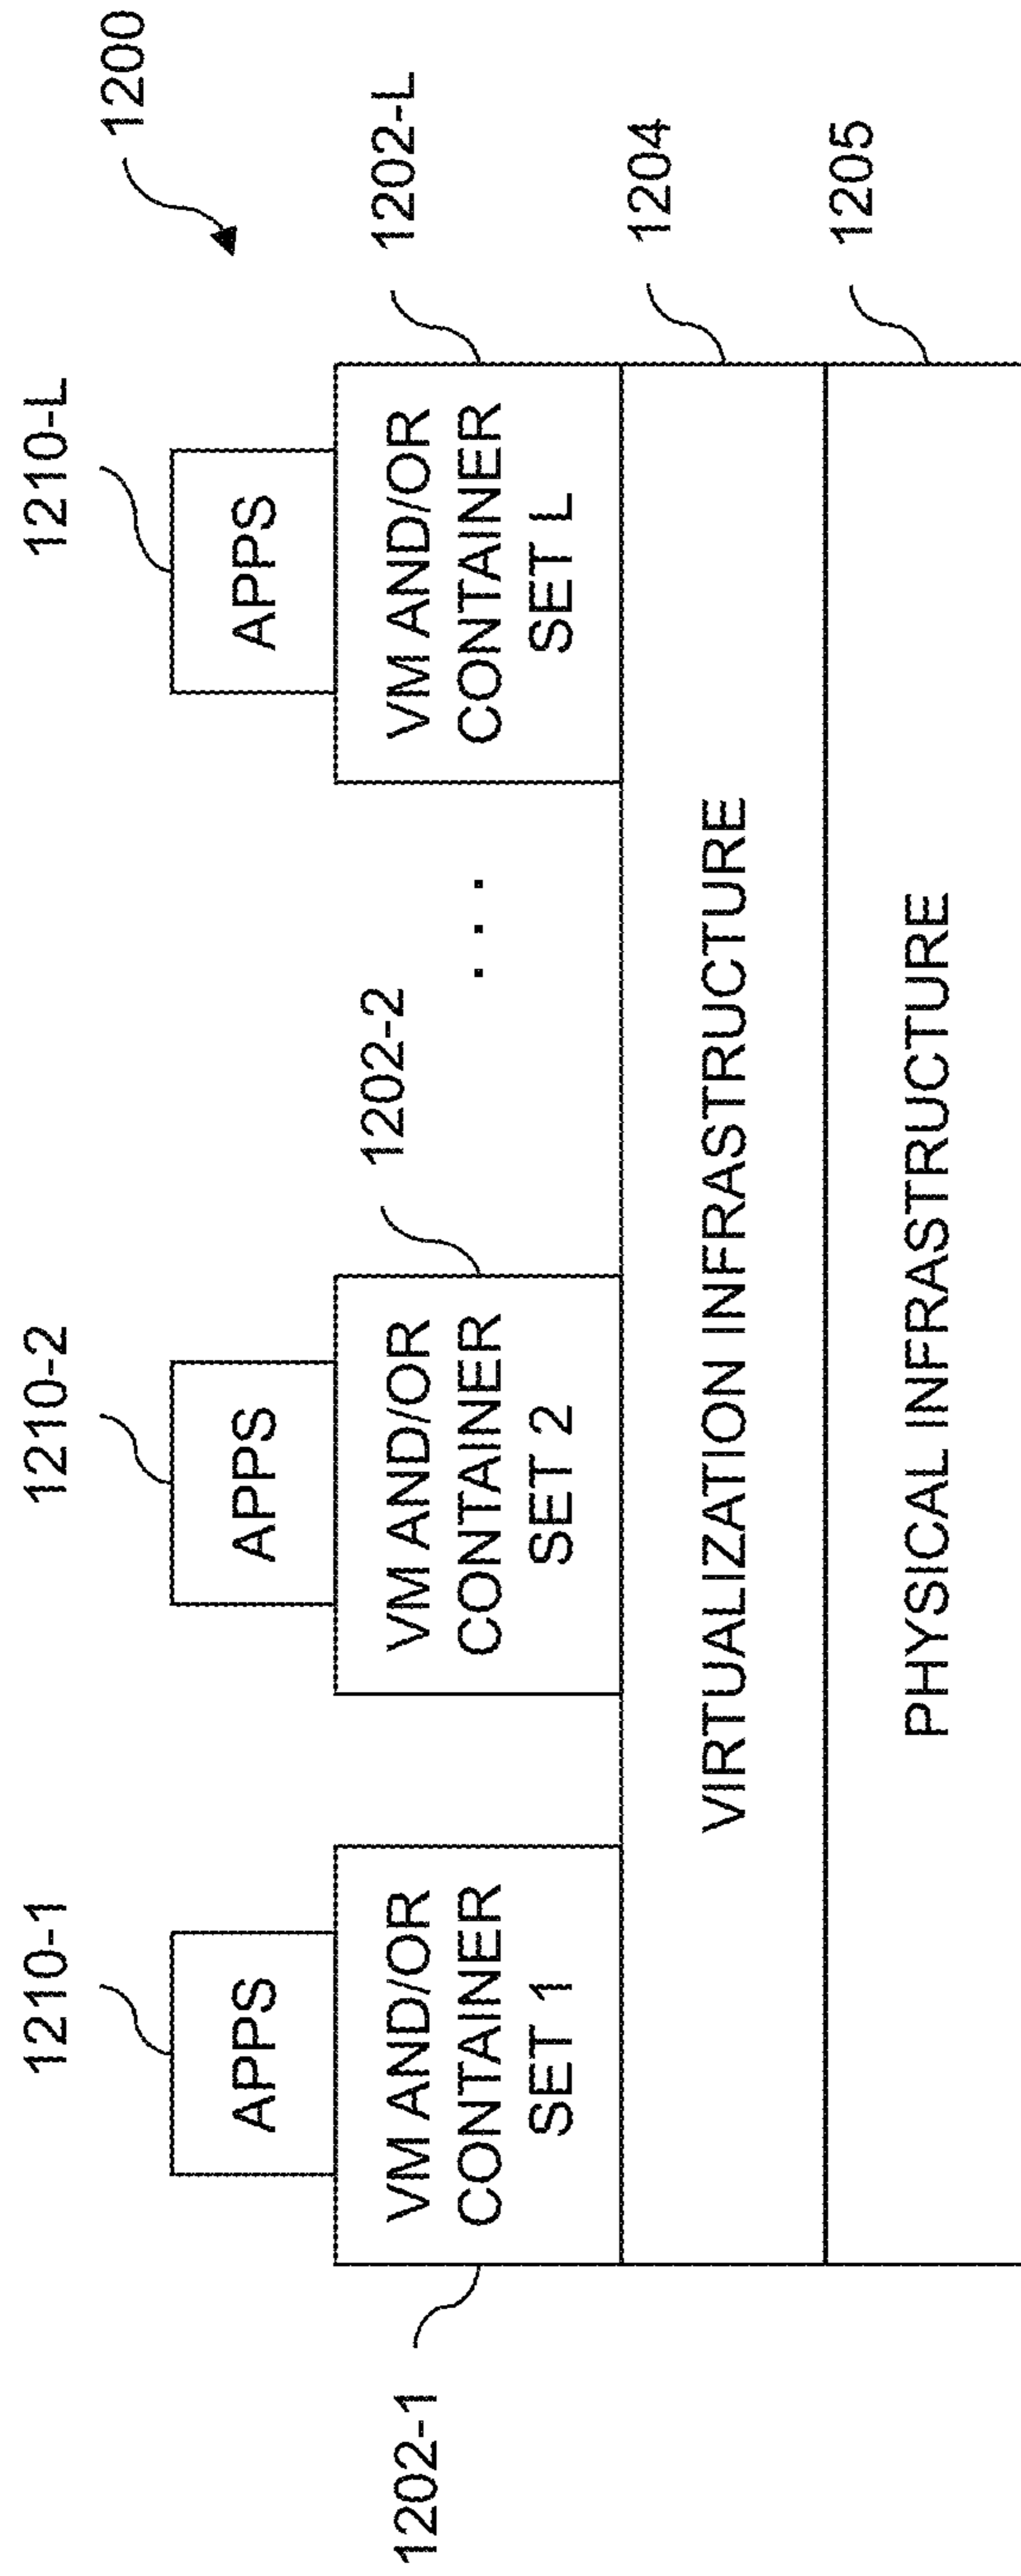 1200
1210-1
1210-2
1210-L
APPS
APPS
APPS
1202-1
VM AND/OR
CONTAINER
SET 1
VM AND/OR
CONTAINER
SET 2
1202-2
. . .
VM AND/OR
CONTAINER
SET L
1202-L
VIRTUALIZATION INFRASTRUCTURE
1204
PHYSICAL INFRASTRUCTURE
1205